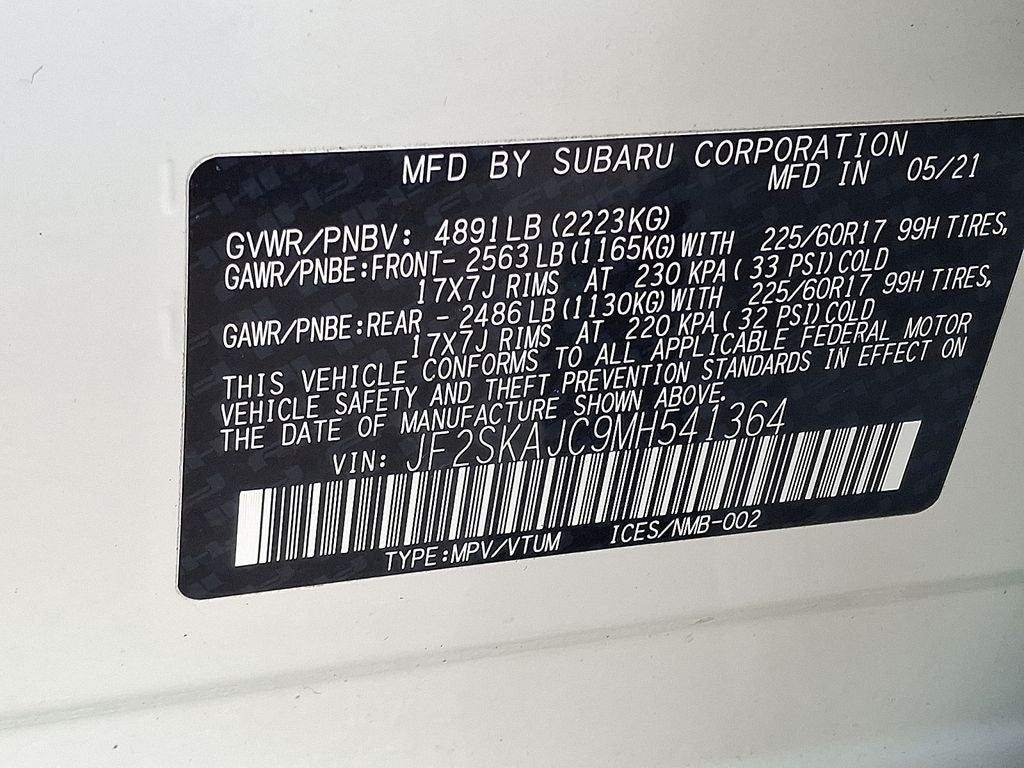 MFD BY SUBARU CORPORATION
MFD IN 05/21
GVWR/PNBV: 4891LB (2223KG)
GAWR/PNBE:FRONT- 2563 LB (1165KG) WITH 225/60R17 99H TIRES,
17X7J RIMS AT 230 KPA ( 33 PSI) COLD
GAWR/PNBE:REAR - 2486 LB (1130KG) WITH 225/60R17 99H TIRES,
17X7J RIMS AT 220 KPA ( 32 PSI) COLD
THIS VEHICLE CONFORMS TO ALL APPLICABLE FEDERAL MOTOR
VEHICLE SAFETY AND THEFT PREVENTION STANDARDS IN EFFECT ON
THE DATE OF MANUFACTURE SHOWN ABOVE.
VIN: JF2SKAJC9MH541364
TYPE:MPV/VTUM ICES/NMB-002